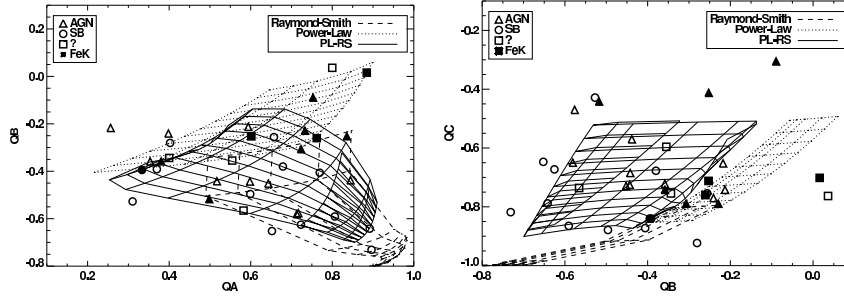 AGN
SB
?
FeK
Raymond-Smith
Power-Law
PL-RS
0.2
0.0
-0.2
-0.4
-0.6
-0.8
QB
0.2
0.4
0.6
0.8
1.0
QA
AGN
SB
?
FeK
Raymond-Smith
Power-Law
PL-RS
-0.2
-0.4
-0.6
-0.8
-1.0
QC
-0.8
-0.6
-0.4
-0.2
0.0
QB